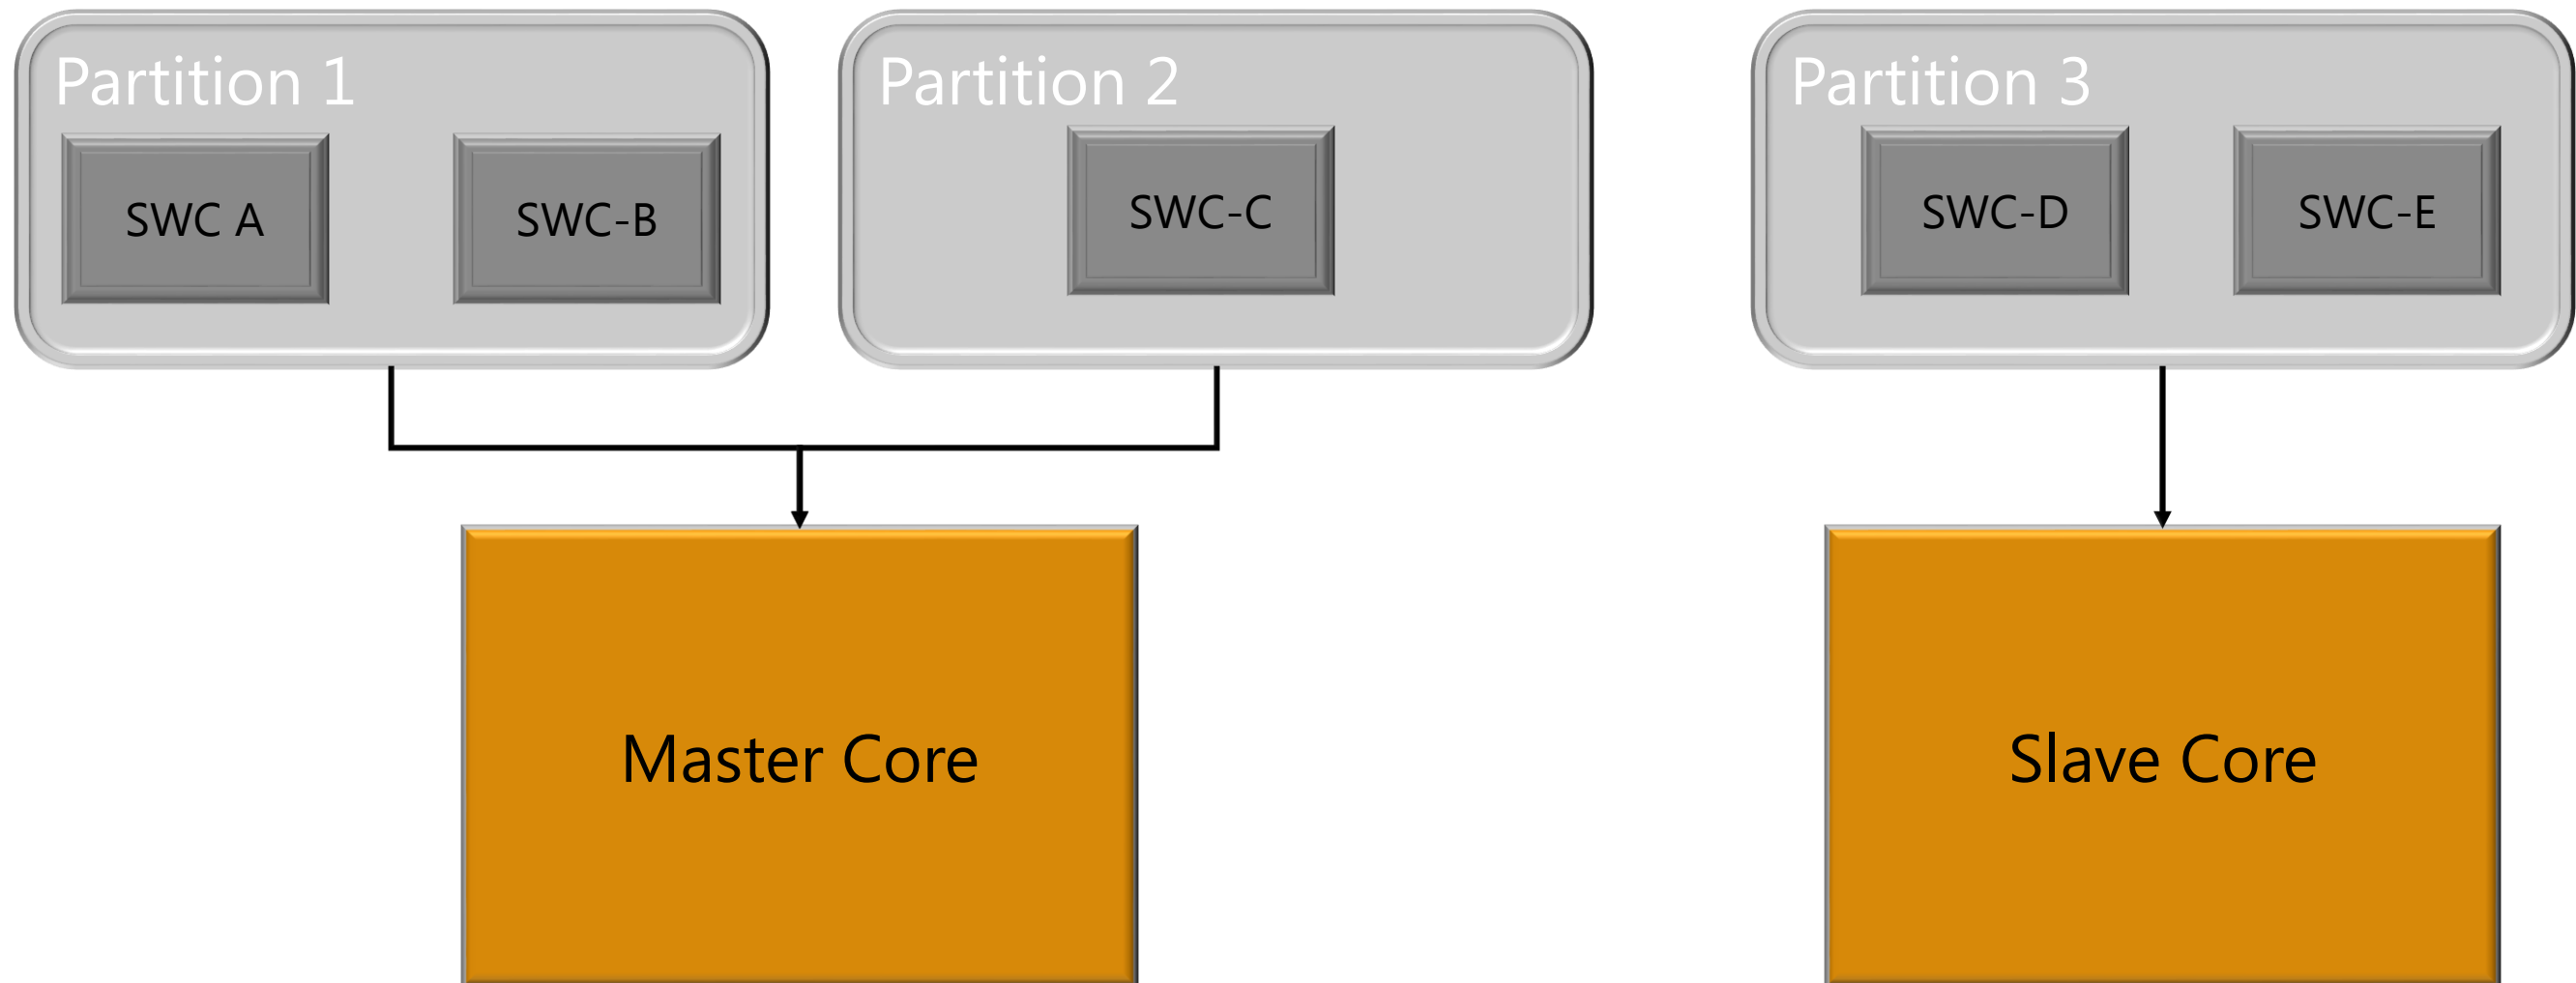 Partition 1
Partition 2
Partition 3
SWC A
SWC-B
SWC-C
SWC-D
SWC-E
Master Core
Slave Core